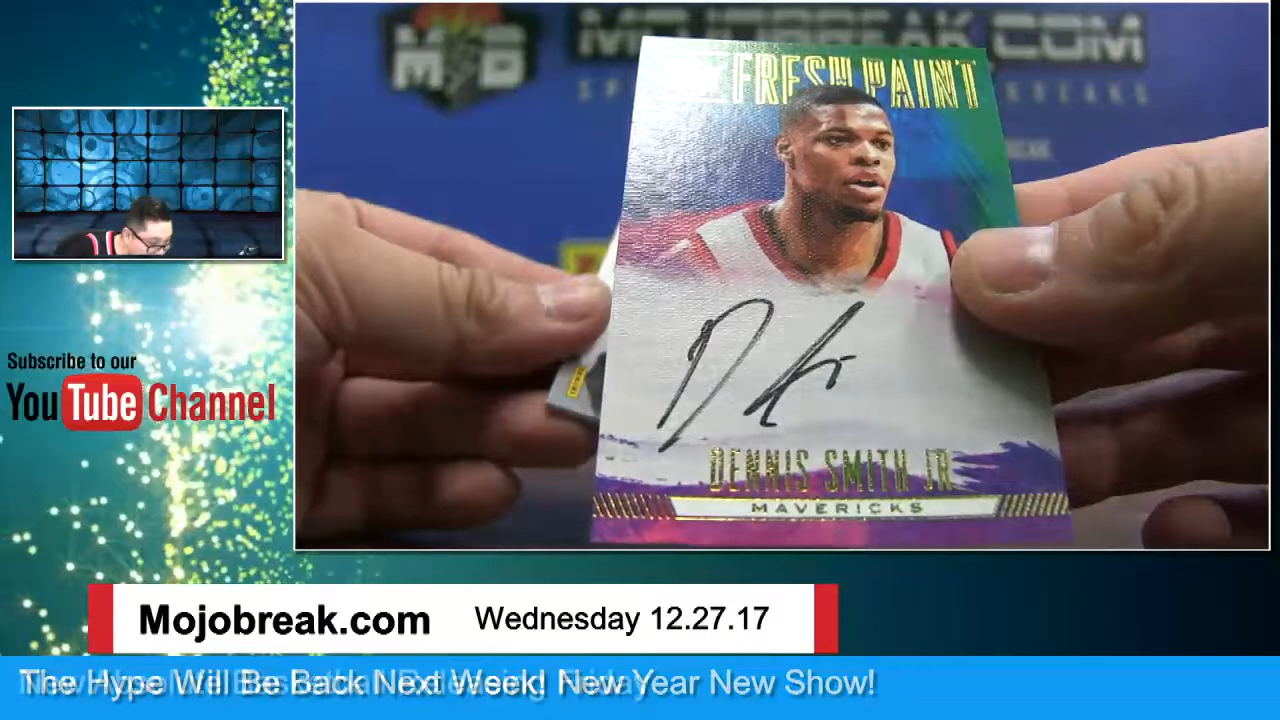 MOJOBREAK.COM
FRESH PAINT
DENNIS SMITH JR
MAVERICKS
Subscribe to our
YouTube Channel
Mojobreak.com
Wednesday 12.27.17
The Hype Will Be Back Next Week! New Year New Show!